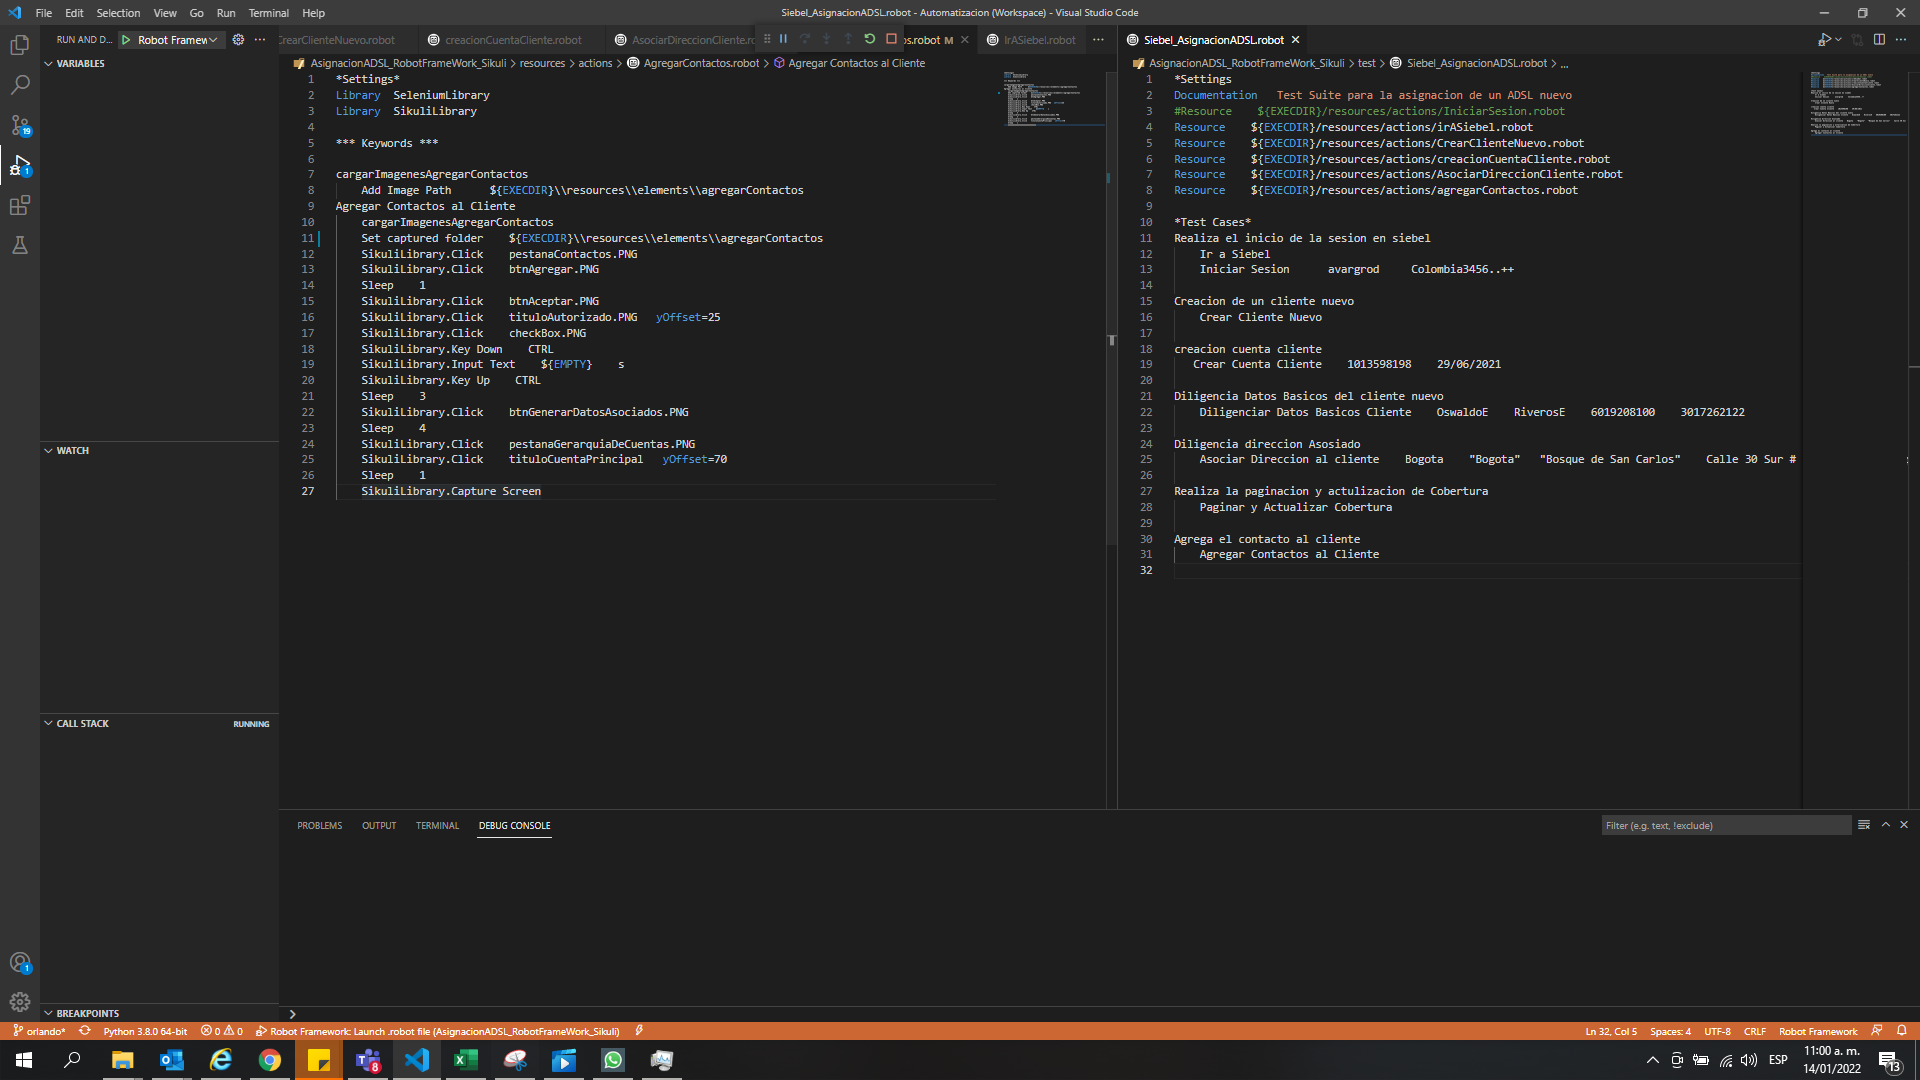 File Edit Selection View Go Run Terminal Help
Siebel_AsignacionADSL.robot - Automatizacion (Workspace) - Visual Studio Code
RUN AND D... Robot Framew
CrearClienteNuevo.robot creacionCuentaCliente.robot AsociarDireccionCliente.rc os.robot M IrASiebel.robot
Siebel_AsignacionADSL.robot
VARIABLES
WATCH
CALL STACK RUNNING
BREAKPOINTS
AsignacionADSL_RobotFrameWork_Sikuli > resources > actions > AgregarContactos.robot > Agregar Contactos al Cliente
1 *Settings*
2 Library SeleniumLibrary
3 Library SikuliLibrary
4
5 *** Keywords ***
6
7 cargarImagenesAgregarContactos
8 Add Image Path ${EXECDIR}\\resources\\elements\\agregarContactos
9 Agregar Contactos al Cliente
10 cargarImagenesAgregarContactos
11 Set captured folder ${EXECDIR}\\resources\\elements\\agregarContactos
12 SikuliLibrary.Click pestanaContactos.PNG
13 SikuliLibrary.Click btnAgregar.PNG
14 Sleep 1
15 SikuliLibrary.Click btnAceptar.PNG
16 SikuliLibrary.Click tituloAutorizado.PNG yOffset=25
17 SikuliLibrary.Click checkBox.PNG
18 SikuliLibrary.Key Down CTRL
19 SikuliLibrary.Input Text ${EMPTY} s
20 SikuliLibrary.Key Up CTRL
21 Sleep 3
22 SikuliLibrary.Click btnGenerarDatosAsociados.PNG
23 Sleep 4
24 SikuliLibrary.Click pestanaGerarquiaDeCuentas.PNG
25 SikuliLibrary.Click tituloCuentaPrincipal yOffset=70
26 Sleep 1
27 SikuliLibrary.Capture Screen
AsignacionADSL_RobotFrameWork_Sikuli > test > Siebel_AsignacionADSL.robot > ...
1 *Settings
2 Documentation Test Suite para la asignacion de un ADSL nuevo
3 #Resource ${EXECDIR}/resources/actions/IniciarSesion.robot
4 Resource ${EXECDIR}/resources/actions/irASiebel.robot
5 Resource ${EXECDIR}/resources/actions/CrearClienteNuevo.robot
6 Resource ${EXECDIR}/resources/actions/creacionCuentaCliente.robot
7 Resource ${EXECDIR}/resources/actions/AsociarDireccionCliente.robot
8 Resource ${EXECDIR}/resources/actions/agregarContactos.robot
9
10 *Test Cases*
11 Realiza el inicio de la sesion en siebel
12 Ir a Siebel
13 Iniciar Sesion avargrod Colombia3456..++
14
15 Creacion de un cliente nuevo
16 Crear Cliente Nuevo
17
18 creacion cuenta cliente
19 Crear Cuenta Cliente 1013598198 29/06/2021
20
21 Diligencia Datos Basicos del cliente nuevo
22 Diligenciar Datos Basicos Cliente OswaldoE RiverosE 6019208100 3017262122
23
24 Diligencia direccion Asosiado
25 Asociar Direccion al cliente Bogota "Bogota" "Bosque de San Carlos" Calle 30 Sur #
26
27 Realiza la paginacion y actulizacion de Cobertura
28 Paginar y Actualizar Cobertura
29
30 Agrega el contacto al cliente
31 Agregar Contactos al Cliente
32
PROBLEMS OUTPUT TERMINAL DEBUG CONSOLE
Filter (e.g. text, !exclude)
orlando* Python 3.8.0 64-bit 0 0 Robot Framework: Launch .robot file (AsignacionADSL_RobotFrameWork_Sikuli)
Ln 32, Col 5 Spaces: 4 UTF-8 CRLF Robot Framework
19
1
1
8
ESP
11:00 a. m.
14/01/2022
13